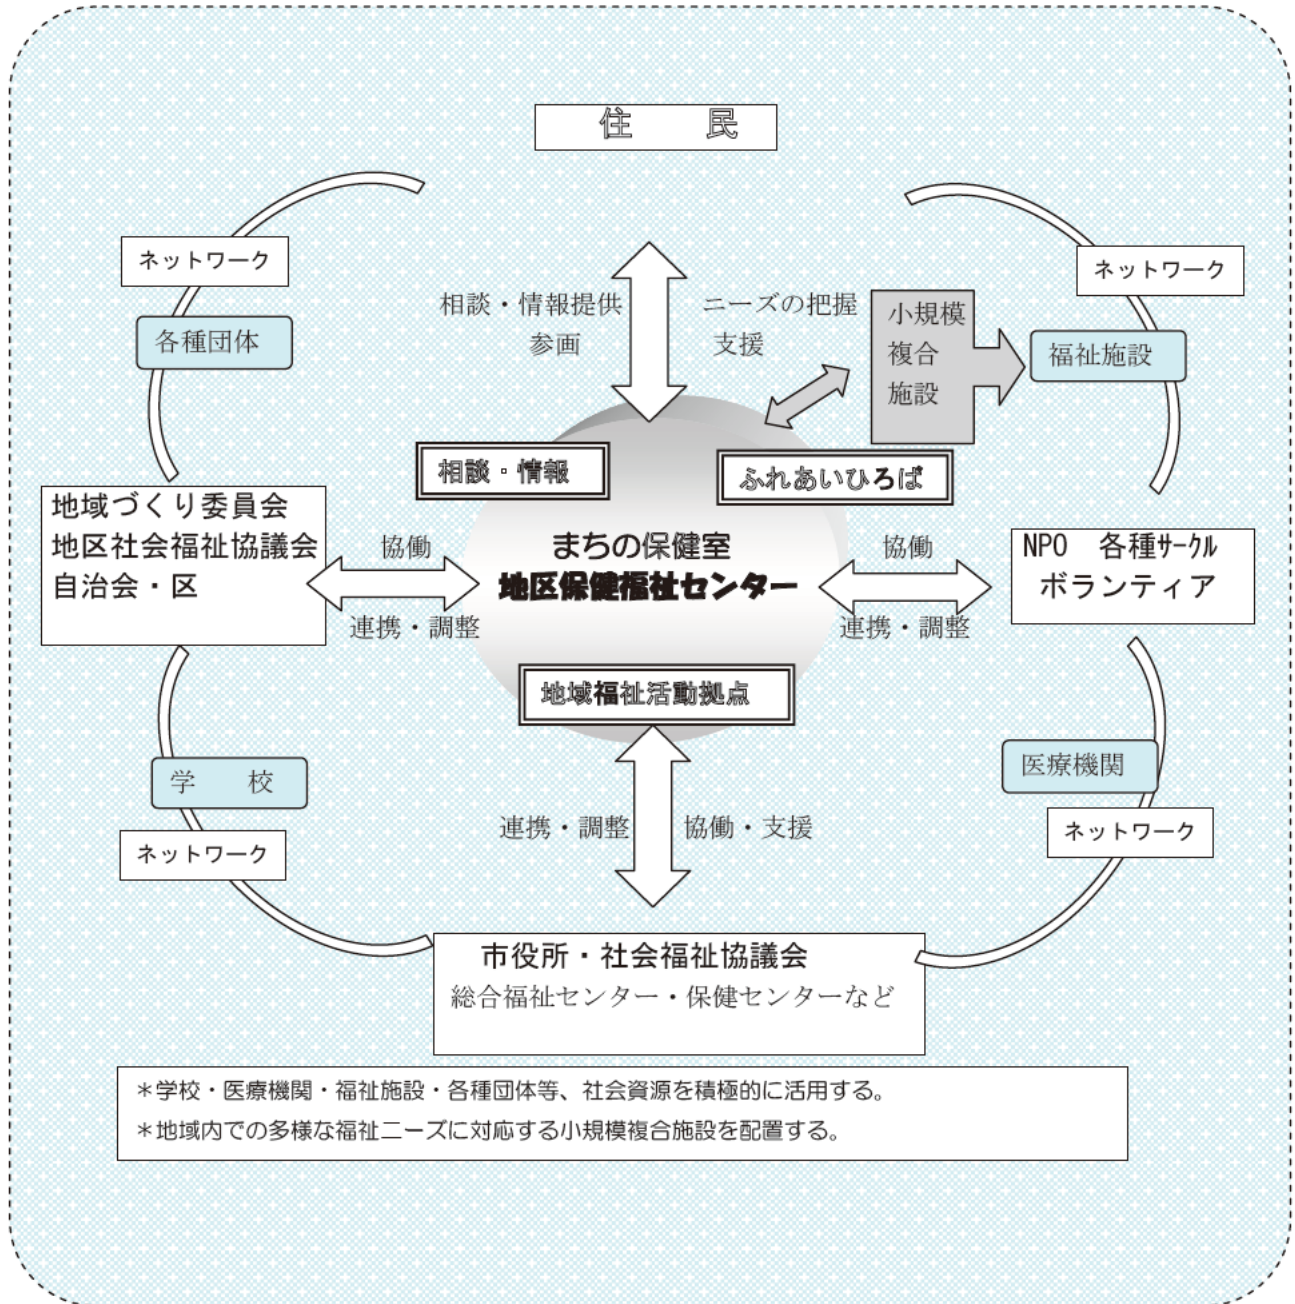 住　　民
ネットワーク
ネットワーク
各種団体
相談・情報提供
参画
ニーズの把握
支援
小規模
複合
施設
福祉施設
相談・情報
ふれあいひろば
地域づくり委員会
地区社会福祉協議会
自治会・区
協働
連携・調整
まちの保健室
地区保健福祉センター
協働
連携・調整
NPO　各種サークル
ボランティア
地域福祉活動拠点
学　　校
ネットワーク
医療機関
ネットワーク
連携・調整
協働・支援
市役所・社会福祉協議会
総合福祉センター・保健センターなど
＊学校・医療機関・福祉施設・各種団体等、社会資源を積極的に活用する。
＊地域内での多様な福祉ニーズに対応する小規模複合施設を配置する。